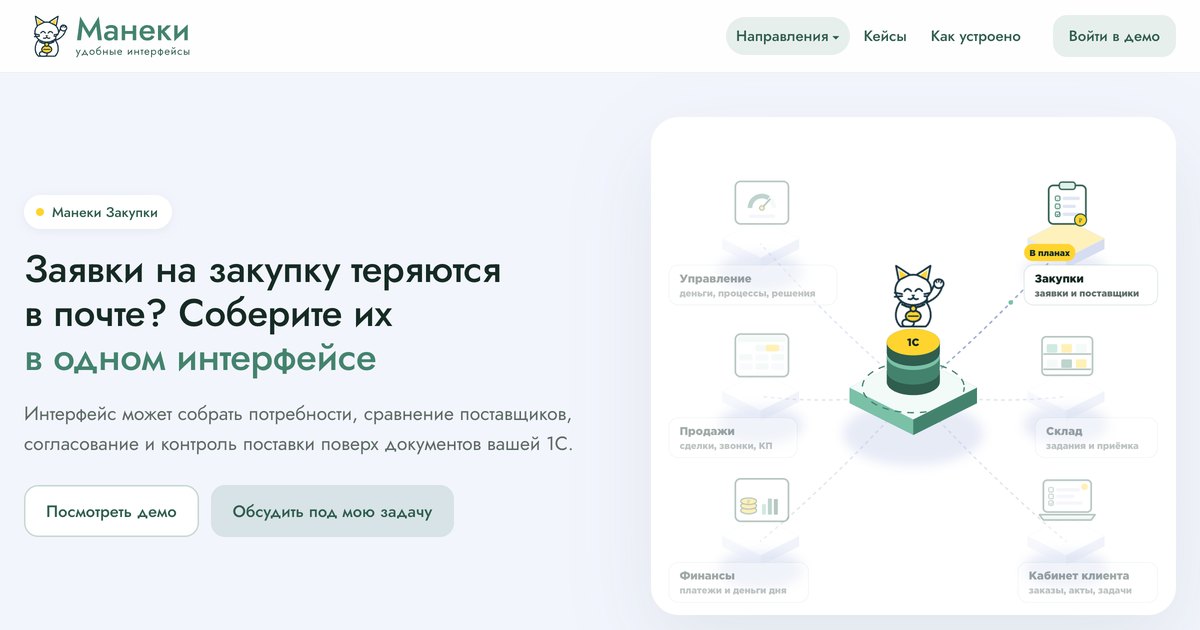 Манеки
удобные интерфейсы
Направления
Кейсы
Как устроено
Войти в демо
Манеки Закупки
Заявки на закупку теряются
в почте? Соберите их
в одном интерфейсе
Интерфейс может собрать потребности, сравнение поставщиков,
согласование и контроль поставки поверх документов вашей 1С.
Посмотреть демо
Обсудить под мою задачу
Управление
деньги, процессы, решения
В планах
Закупки
заявки и поставщики
1С
Продажи
сделки, звонки, КП
Склад
задания и приёмка
Финансы
платежи и деньги дня
Кабинет клиента
заказы, акты, задачи